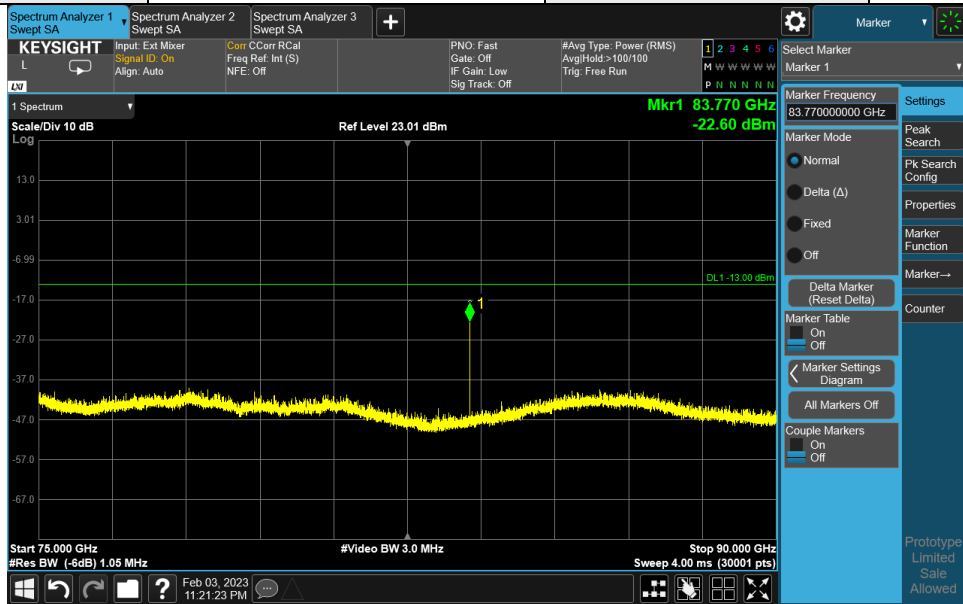 Spectrum Analyzer 1
Swept SA
Spectrum Analyzer 2
Swept SA
Spectrum Analyzer 3
Swept SA
Marker
KEYSIGHT
L
LXI
Input: Ext Mixer
Signal ID: On
Align: Auto
Corr CCorr RCal
Freq Ref: Int (S)
NFE: Off
PNO: Fast
Gate: Off
IF Gain: Low
Sig Track: Off
#Avg Type: Power (RMS)
Avg|Hold:>100/100
Trig: Free Run
1 2 3 4 5 6
M W W W W W
P N N N N N
Select Marker
Marker 1
1 Spectrum
Mkr1 83.770 GHz
-22.60 dBm
Scale/Div 10 dB
Ref Level 23.01 dBm
Log
13.0
3.01
-6.99
-17.0
-27.0
-37.0
-47.0
-57.0
-67.0
DL1 -13.00 dBm
1
Start 75.000 GHz
#Video BW 3.0 MHz
Stop 90.000 GHz
#Res BW (-6dB) 1.05 MHz
Sweep 4.00 ms (30001 pts)
Marker Frequency
83.770000000 GHz
Marker Mode
Normal
Delta (Δ)
Fixed
Off
Delta Marker
(Reset Delta)
Marker Table
On
Off
Marker Settings
Diagram
All Markers Off
Couple Markers
On
Off
Settings
Peak
Search
Pk Search
Config
Properties
Marker
Function
Marker→
Counter
Prototype
Limited
Sale
Allowed
?
Feb 03, 2023
11:21:23 PM